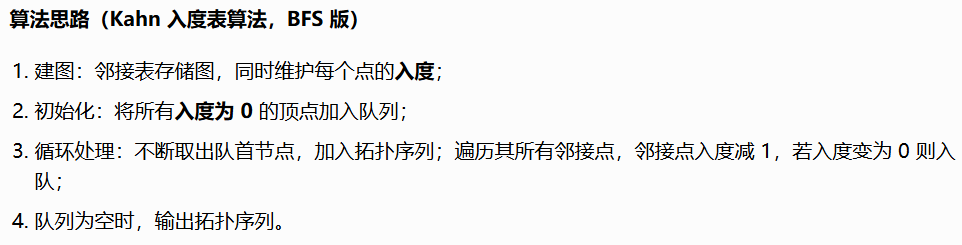 算法思路（Kahn 入度表算法，BFS 版）
1. 建图：邻接表存储图，同时维护每个点的入度；
2. 初始化：将所有入度为 0 的顶点加入队列；
3. 循环处理：不断取出队首节点，加入拓扑序列；遍历其所有邻接点，邻接点入度减 1，若入度变为 0 则入
队；
4. 队列为空时，输出拓扑序列。